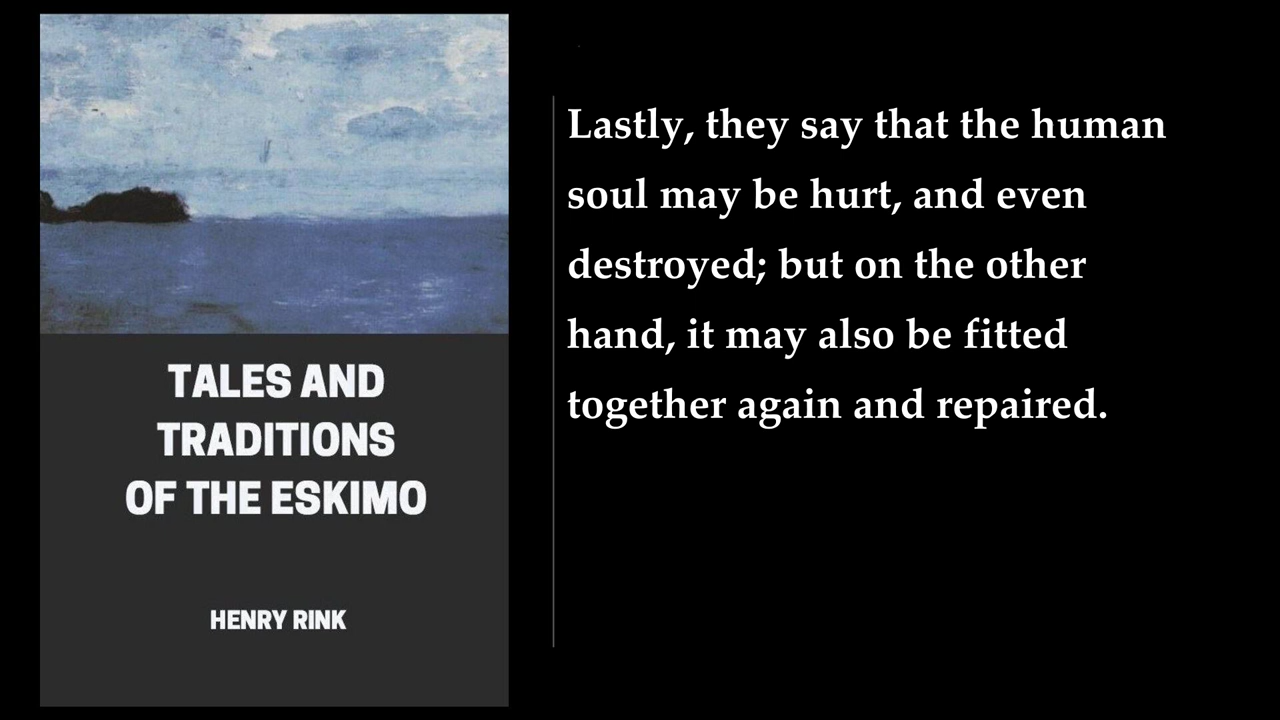 TALES AND
TRADITIONS
OF THE ESKIMO
HENRY RINK
Lastly, they say that the human
soul may be hurt, and even
destroyed; but on the other
hand, it may also be fitted
together again and repaired.